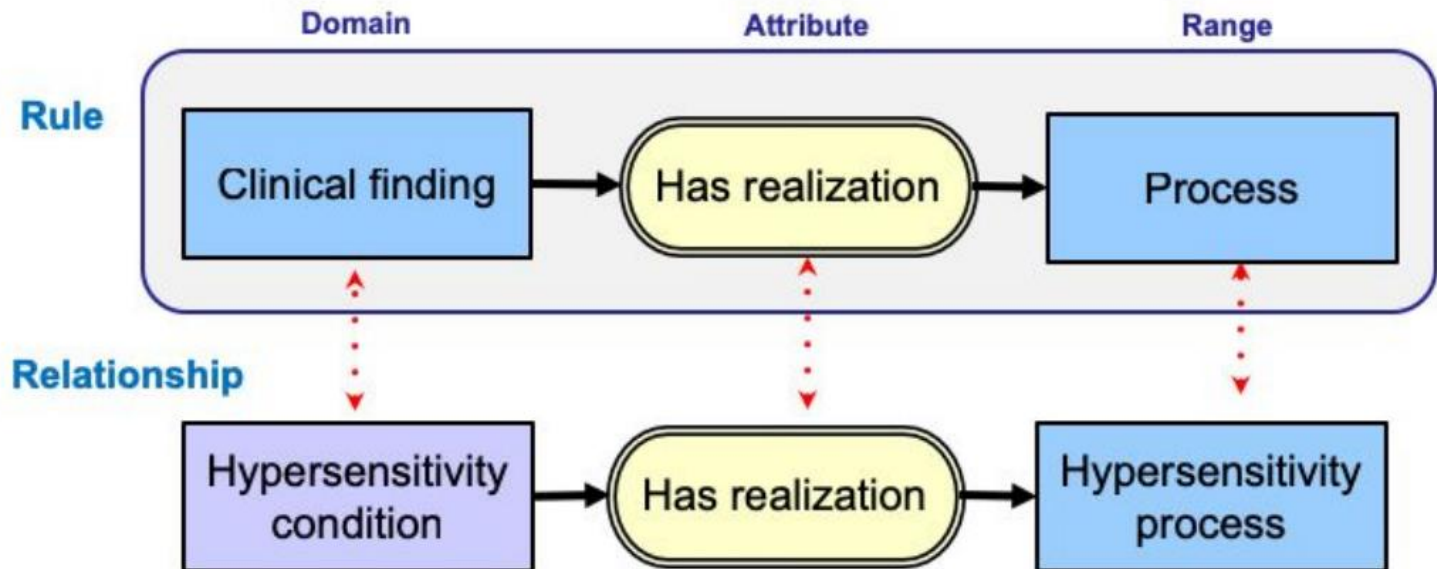 Domain Attribute Range
Rule
Clinical finding Has realization Process
Relationship
Hypersensitivity
condition
Has realization
Hypersensitivity
process